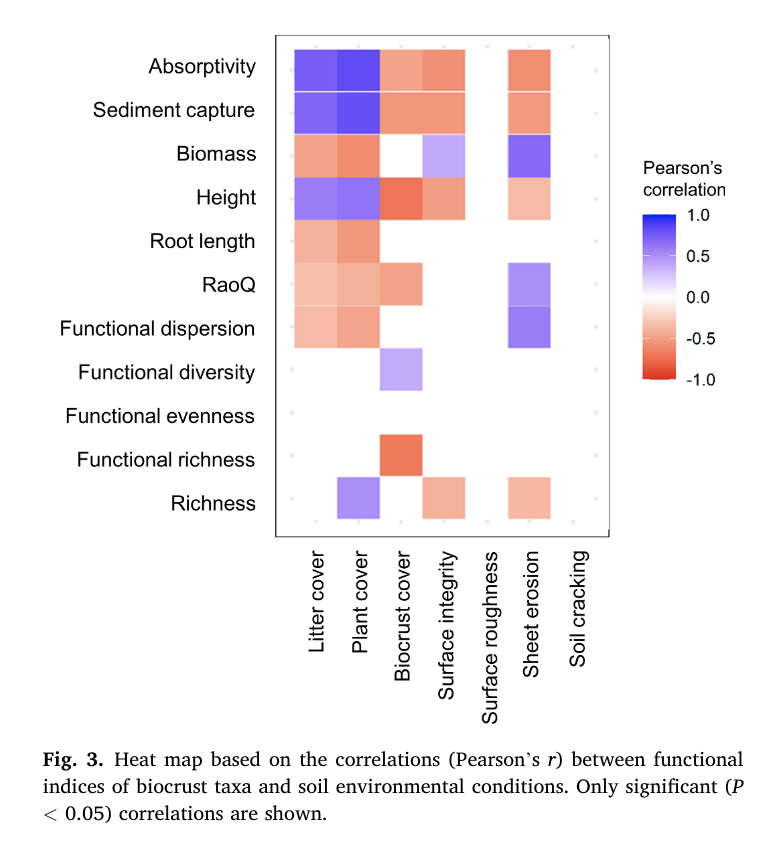 Absorptivity
Sediment capture
Biomass
Height
Root length
RaoQ
Functional dispersion
Functional diversity
Functional evenness
Functional richness
Richness
Litter cover
Plant cover
Biocrust cover
Surface integrity
Surface roughness
Sheet erosion
Soil cracking
Pearson's
correlation
1.0
0.5
0.0
-0.5
-1.0
Fig. 3. Heat map based on the correlations (Pearson's r) between functional
indices of biocrust taxa and soil environmental conditions. Only significant (P
< 0.05) correlations are shown.